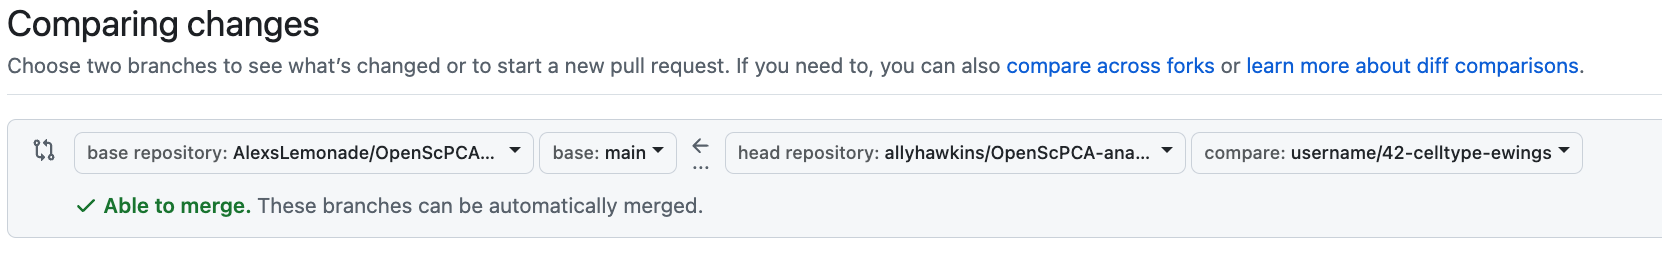 Comparing changes
Choose two branches to see what’s changed or to start a new pull request. If you need to, you can also compare across forks or learn more about diff comparisons.
base repository: AlexsLemonade/OpenScPCA... base: main ← ... head repository: allyhawkins/OpenScPCA-ana... compare: username/42-celltype-ewings
✓ Able to merge. These branches can be automatically merged.